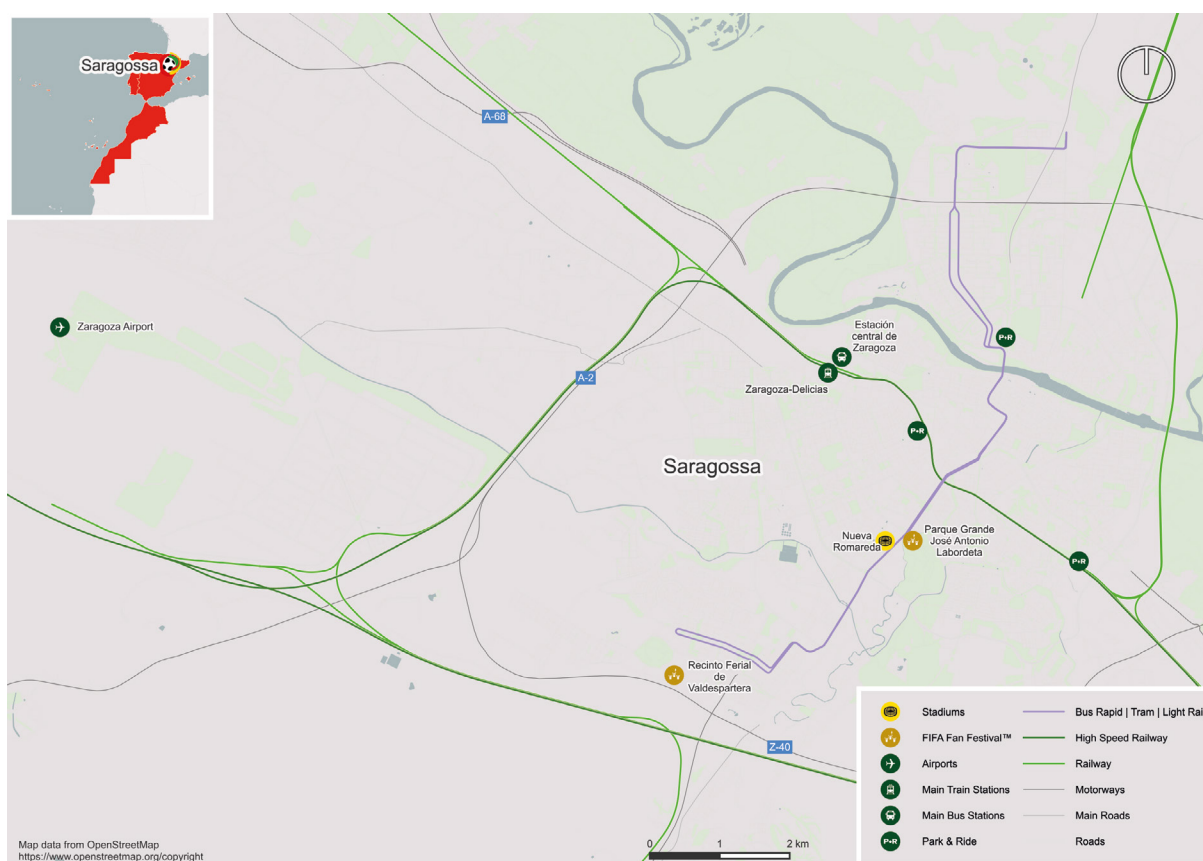 Saragossa
A-68
Zaragoza Airport
Estación
central de
Zaragoza
P+R
Zaragoza-Delicias
A-2
P+R
Saragossa
Nueva
Romareda
Parque Grande
José Antonio
Labordeta
P+R
Recinto Ferial
de
Valdespartera
Z-40
Stadiums
Bus Rapid | Tram | Light Rai
FIFA Fan Festival™
High Speed Railway
Airports
Railway
Main Train Stations
Motorways
Main Bus Stations
Main Roads
P+R
Park & Ride
Roads
Map data from OpenStreetMap
https://www.openstreetmap.org/copyright
0 1 2 km